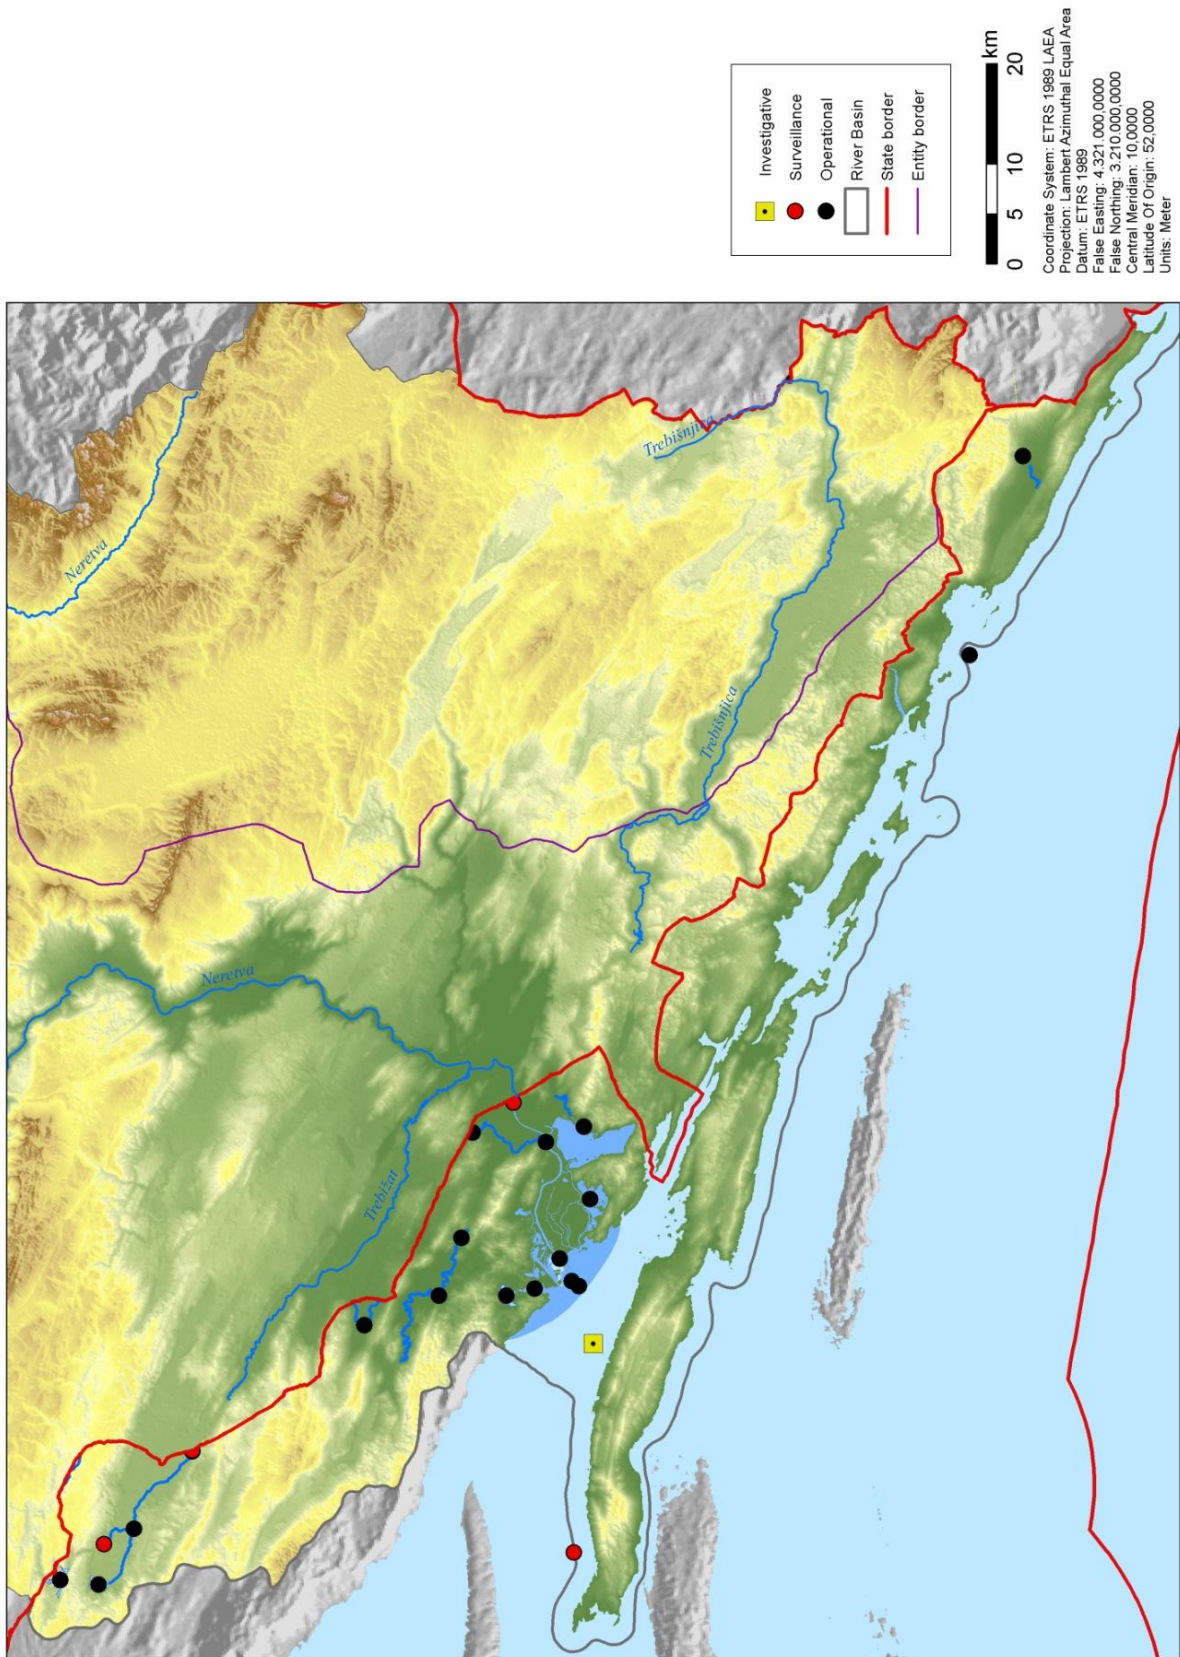 Neretva
Trebišnjica
Neretva
Trebišnjica
Trebižat
Investigative
Surveillance
Operational
River Basin
State border
Entity border
0 5 10 20
km
Coordinate System: ETRS 1989 LAEA
Projection: Lambert Azimuthal Equal Area
Datum: ETRS 1989
False Easting: 4.321.000,0000
False Northing: 3.210.000,0000
Central Meridian: 10,0000
Latitude Of Origin: 52,0000
Units: Meter